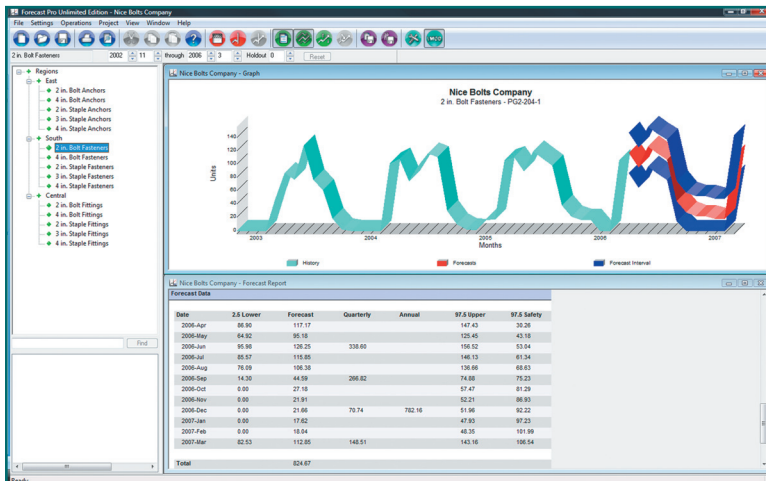 Forecast Pro Unlimited Edition - Nice Bolts Company
File Settings Operations Project View Window Help
2 in. Bolt Fasteners 2002 11 through 2006 3 Holdout 0 Reset
Regions
East
2 in. Bolt Anchors
4 in. Bolt Anchors
2 in. Staple Anchors
3 in. Staple Anchors
4 in. Staple Anchors
South
2 in. Bolt Fasteners
4 in. Bolt Fasteners
2 in. Staple Fasteners
3 in. Staple Fasteners
4 in. Staple Fasteners
Central
2 in. Bolt Fittings
4 in. Bolt Fittings
2 in. Staple Fittings
3 in. Staple Fittings
4 in. Staple Fittings
Find
Nice Bolts Company - Graph
Nice Bolts Company
2 in. Bolt Fasteners - PG2-204-1
Units
140
120
100
80
60
40
20
0
2003 2004 2005 2006 2007
Months
History Forecasts Forecast Interval
Nice Bolts Company - Forecast Report
Forecast Data
Date 2.5 Lower Forecast Quarterly Annual 97.5 Upper 97.5 Safety
2006-Apr 86.90 117.17 147.43 30.26
2006-May 64.92 95.18 125.45 43.18
2006-Jun 95.98 126.25 338.60 156.52 53.04
2006-Jul 85.57 115.85 146.13 61.34
2006-Aug 76.09 106.38 136.66 68.63
2006-Sep 14.30 44.59 266.82 74.88 75.23
2006-Oct 0.00 27.18 57.47 81.29
2006-Nov 0.00 21.91 52.21 86.93
2006-Dec 0.00 21.66 70.74 782.16 51.96 92.22
2007-Jan 0.00 17.62 47.93 97.23
2007-Feb 0.00 18.04 48.35 101.99
2007-Mar 82.53 112.85 148.51 143.16 106.54
Total 824.67
Ready